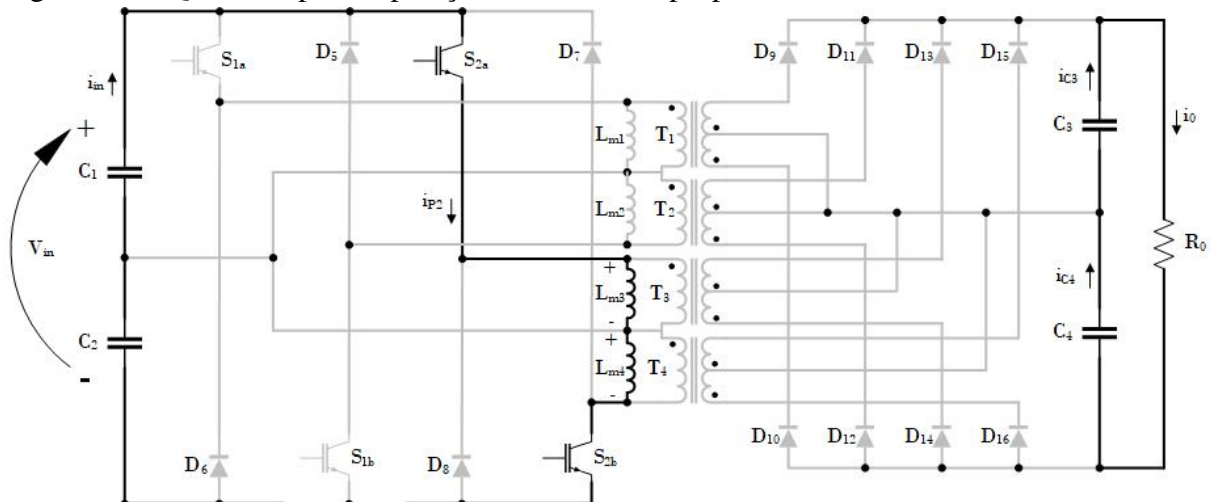 S1a
D5
S2a
D7
D9
D11
D13
D15
iin
iC3
+
Lm1
T1
C3
i0
C1
iP2
Lm2
T2
Vin
R0
+
Lm3
T3
iC4
-
C2
+
C4
Lm4
T4
-
-
D6
S1b
D8
S2b
D10
D12
D14
D16